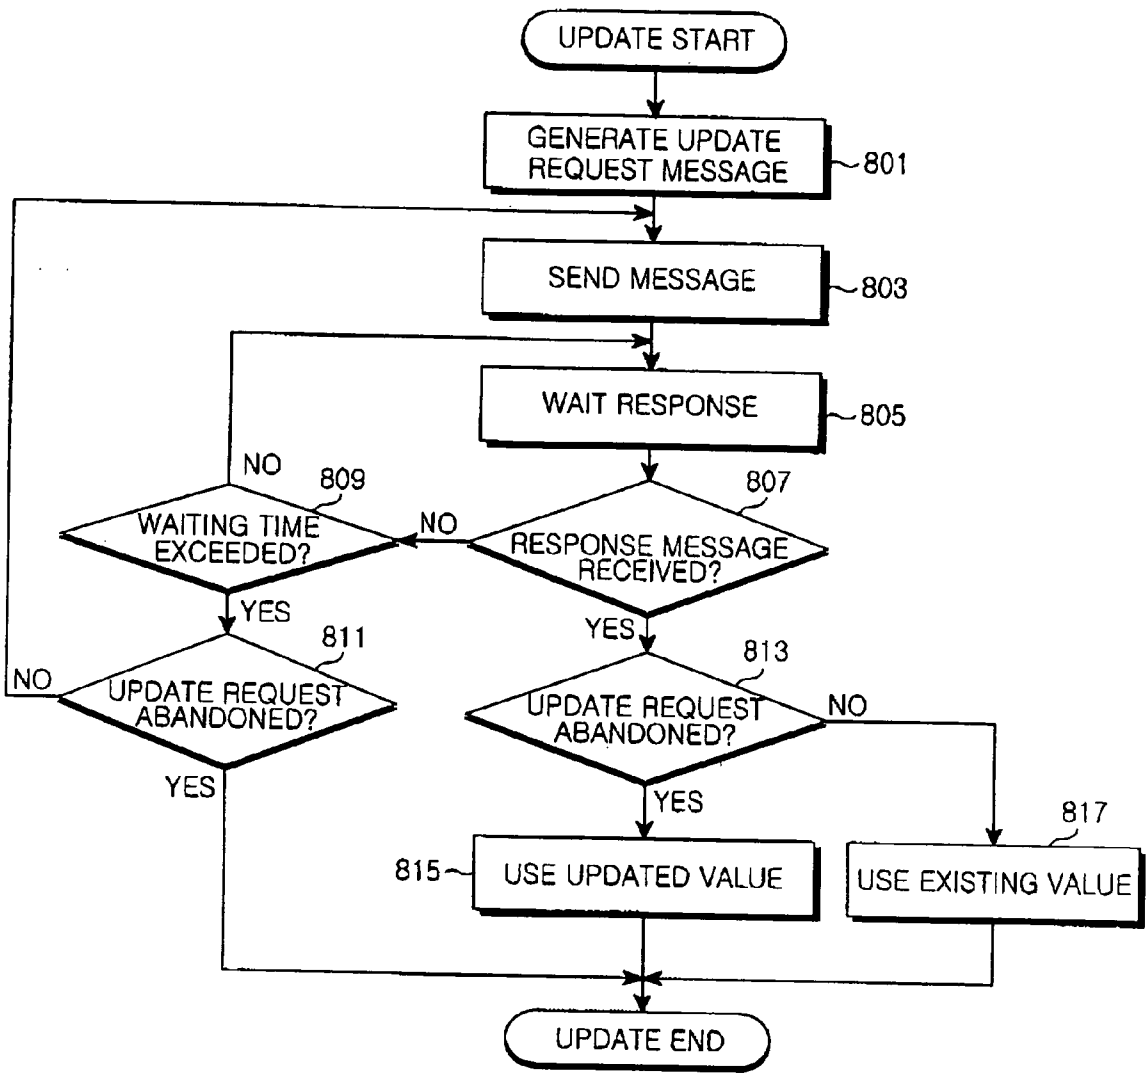 UPDATE START
GENERATE UPDATE
REQUEST MESSAGE
801
SEND MESSAGE
803
WAIT RESPONSE
805
NO
809
WAITING TIME
EXCEEDED?
NO
807
RESPONSE MESSAGE
RECEIVED?
YES
811
YES
813
NO
UPDATE REQUEST
ABANDONED?
UPDATE REQUEST
ABANDONED?
NO
YES
YES
817
815
USE UPDATED VALUE
USE EXISTING VALUE
UPDATE END